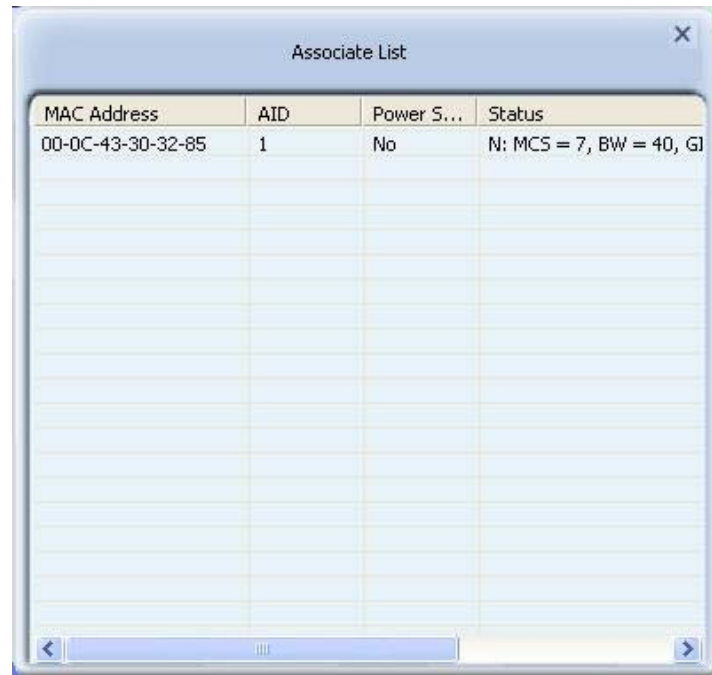 Associate List
MAC Address AID Power S... Status
00-0C-43-30-32-85 1 No N: MCS = 7, BW = 40, GI